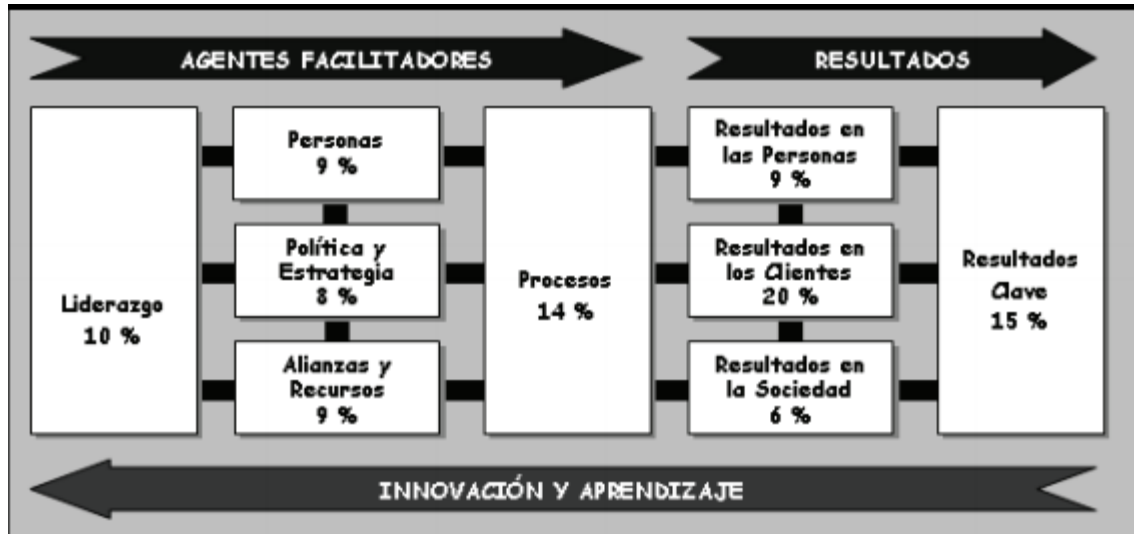 AGENTES FACILITADORES
RESULTADOS
Liderazgo
10 %
Personas
9 %
Política y
Estrategia
8 %
Alianzas y
Recursos
9 %
Procesos
14 %
Resultados en
las Personas
9 %
Resultados en
los Clientes
20 %
Resultados en
la Sociedad
6 %
Resultados
Clave
15 %
INNOVACIÓN Y APRENDIZAJE